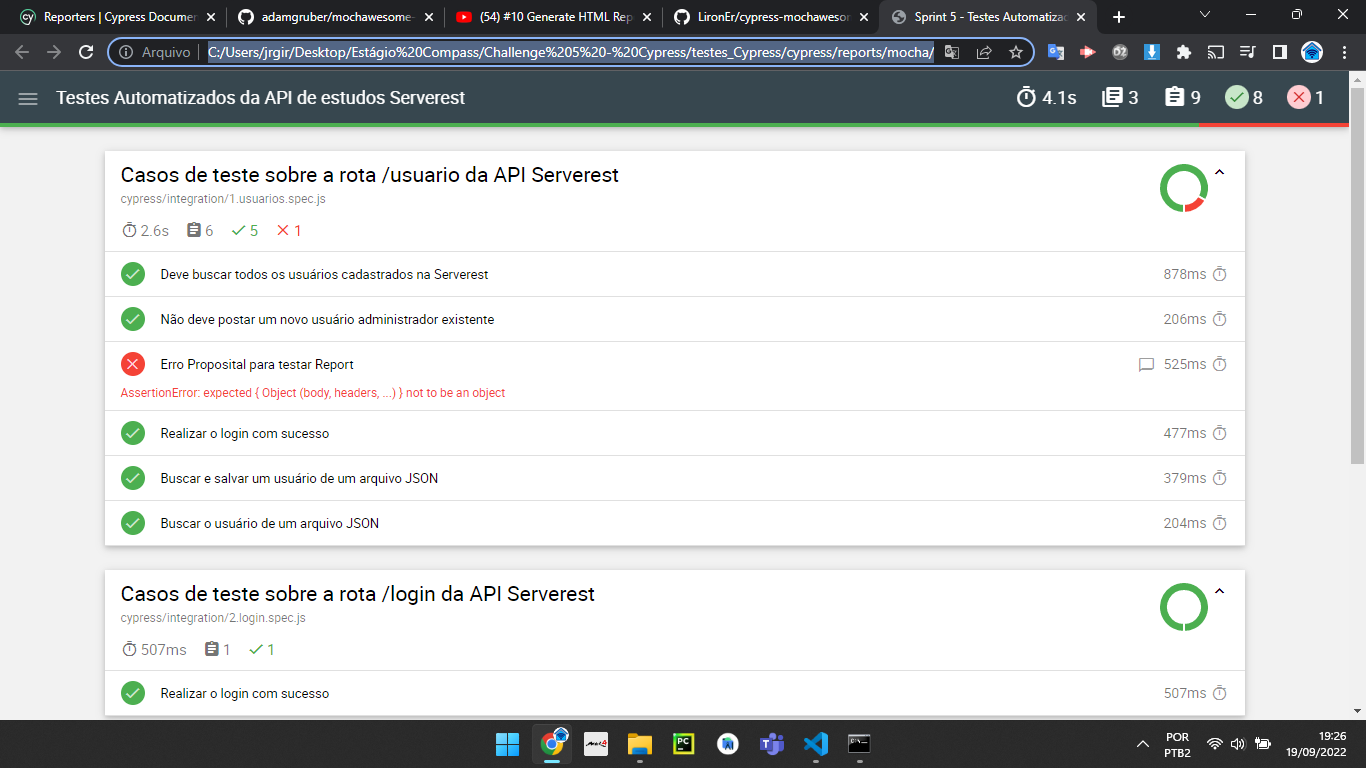 Reporters | Cypress Documen
adamgruber/mochawesome-
(54) #10 Generate HTML Rep
LironEr/cypress-mochawesom
Sprint 5 - Testes Automatizad
Arquivo
C:/Users/jrgir/Desktop/Estágio%20Compass/Challenge%205%20-%20Cypress/testes_Cypress/cypress/reports/mocha/
Testes Automatizados da API de estudos Serverest
4.1s 3 9 8 1
Casos de teste sobre a rota /usuario da API Serverest
cypress/integration/1.usuarios.spec.js
2.6s 6 5 1
Deve buscar todos os usuários cadastrados na Serverest 878ms
Não deve postar um novo usuário administrador existente 206ms
Erro Proposital para testar Report 525ms
AssertionError: expected { Object (body, headers, ...) } not to be an object
Realizar o login com sucesso 477ms
Buscar e salvar um usuário de um arquivo JSON 379ms
Buscar o usuário de um arquivo JSON 204ms
Casos de teste sobre a rota /login da API Serverest
cypress/integration/2.login.spec.js
507ms 1 1
Realizar o login com sucesso 507ms
POR
PTB2
19:26
19/09/2022